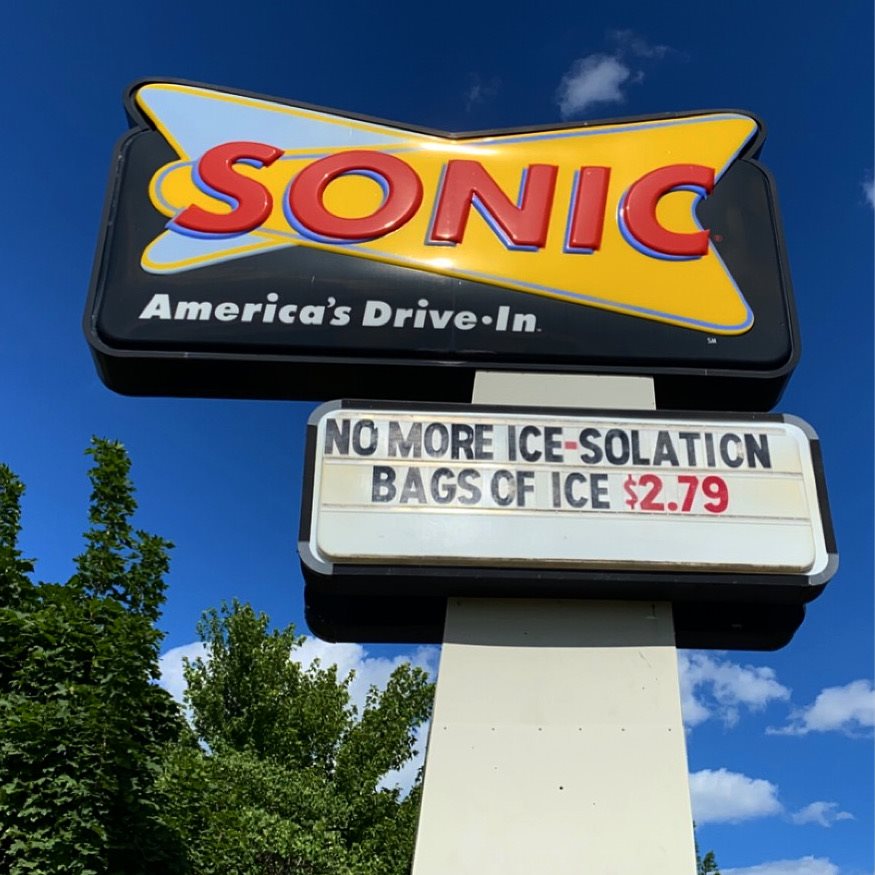 SONIC
America's Drive•In
SM
NO MORE ICE-SOLATION
BAGS OF ICE $2.79